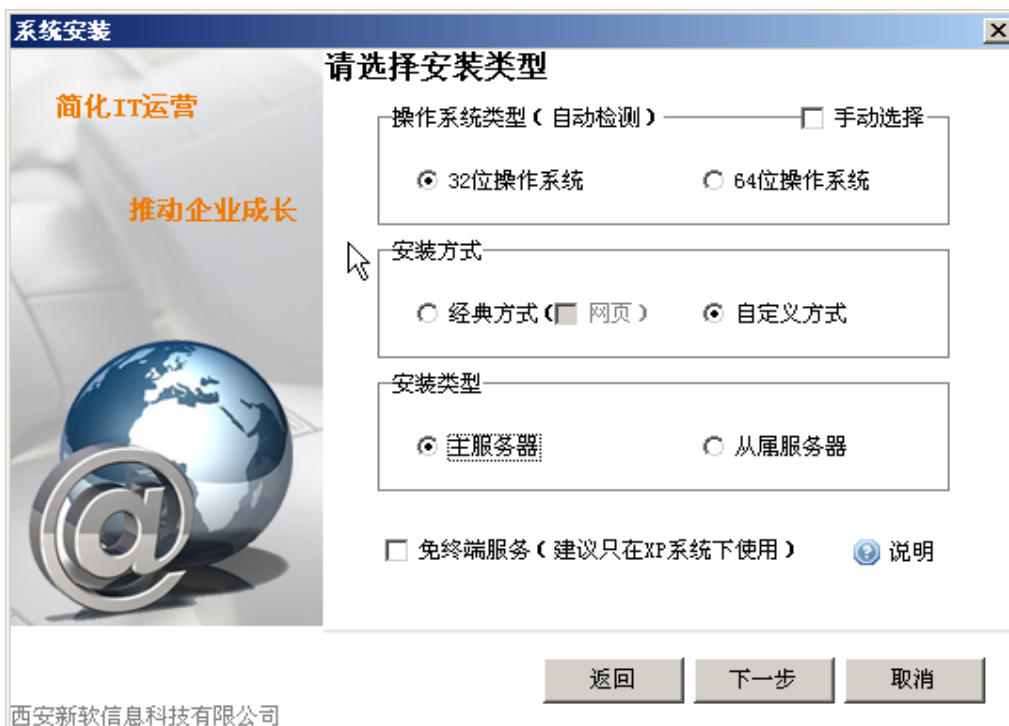 系统安装
简化IT运营
推动企业成长
请选择安装类型
操作系统类型（自动检测） 手动选择
32位操作系统 64位操作系统
安装方式
经典方式（ 网页） 自定义方式
安装类型
主服务器 从属服务器
免终端服务（建议只在XP系统下使用） 说明
返回 下一步 取消
西安新软信息科技有限公司